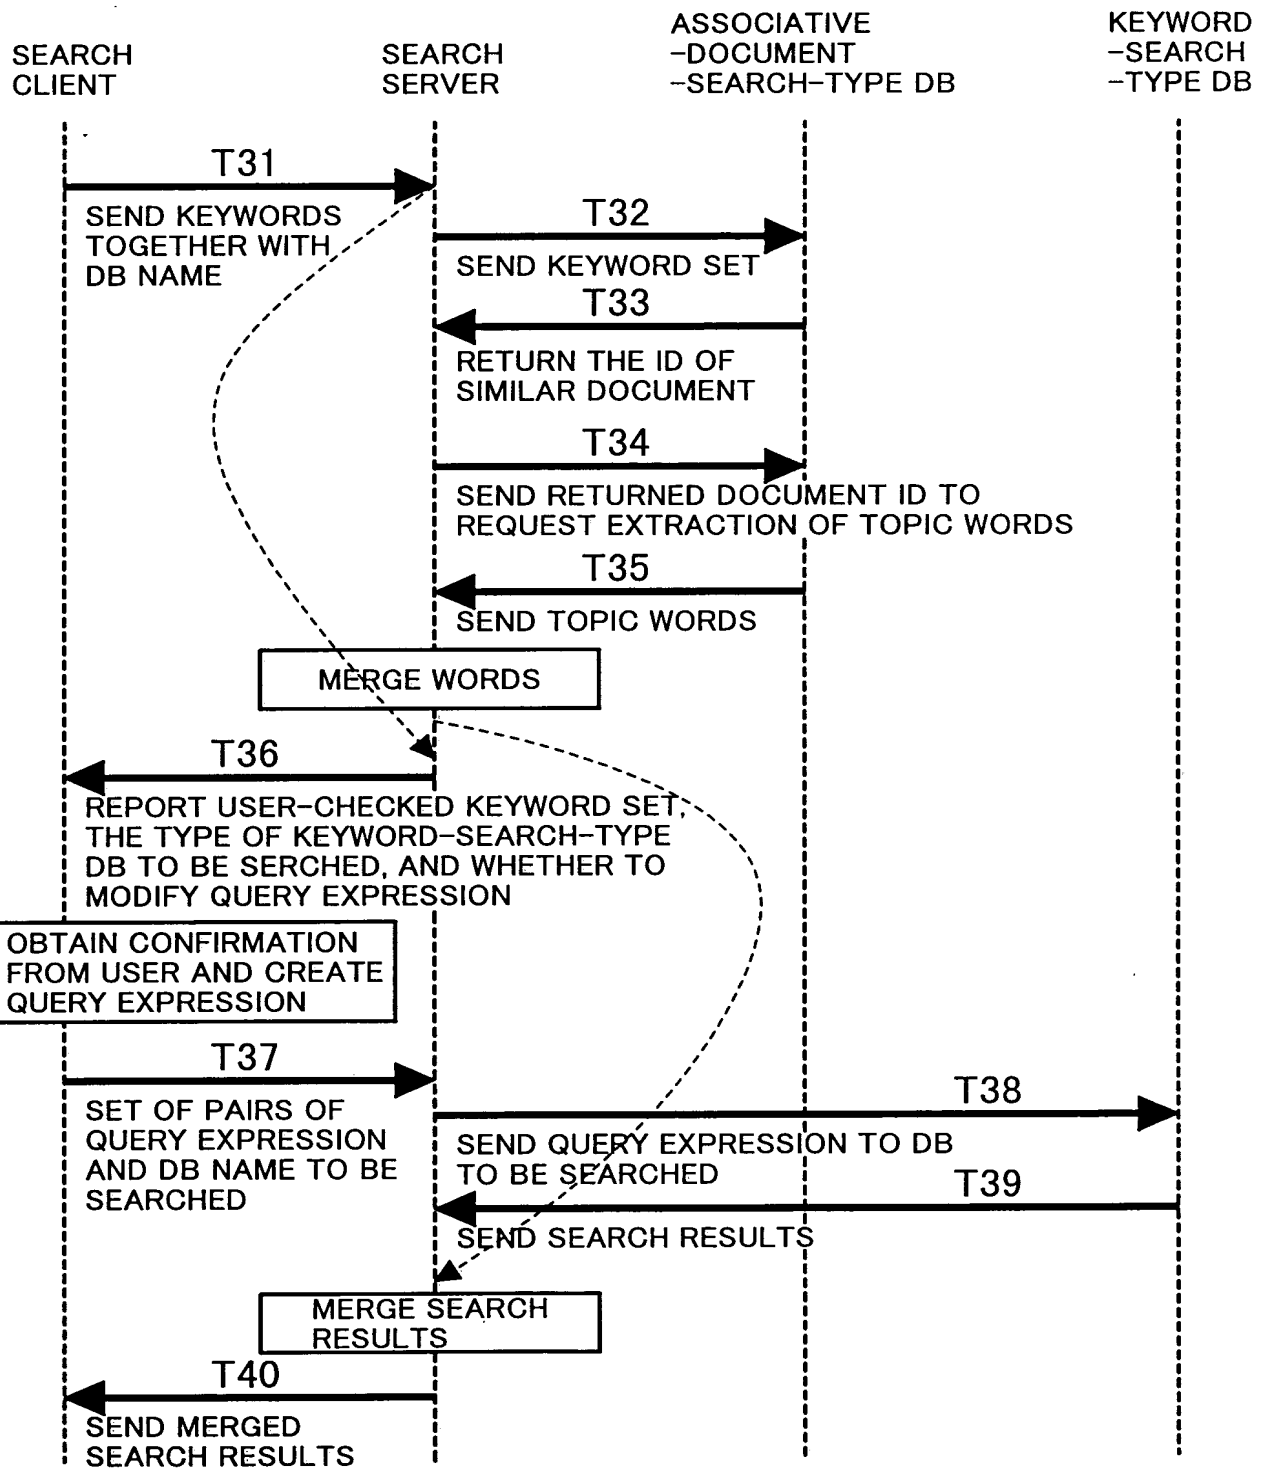 SEARCH
CLIENT
SEARCH
SERVER
ASSOCIATIVE
-DOCUMENT
-SEARCH-TYPE DB
KEYWORD
-SEARCH
-TYPE DB
T31
SEND KEYWORDS
TOGETHER WITH
DB NAME
T32
SEND KEYWORD SET
T33
RETURN THE ID OF
SIMILAR DOCUMENT
T34
SEND RETURNED DOCUMENT ID TO
REQUEST EXTRACTION OF TOPIC WORDS
T35
SEND TOPIC WORDS
MERGE WORDS
T36
REPORT USER-CHECKED KEYWORD SET,
THE TYPE OF KEYWORD-SEARCH-TYPE
DB TO BE SERCHED, AND WHETHER TO
MODIFY QUERY EXPRESSION
OBTAIN CONFIRMATION
FROM USER AND CREATE
QUERY EXPRESSION
T37
SET OF PAIRS OF
QUERY EXPRESSION
AND DB NAME TO BE
SEARCHED
T38
SEND QUERY EXPRESSION TO DB
TO BE SEARCHED
T39
SEND SEARCH RESULTS
MERGE SEARCH
RESULTS
T40
SEND MERGED
SEARCH RESULTS